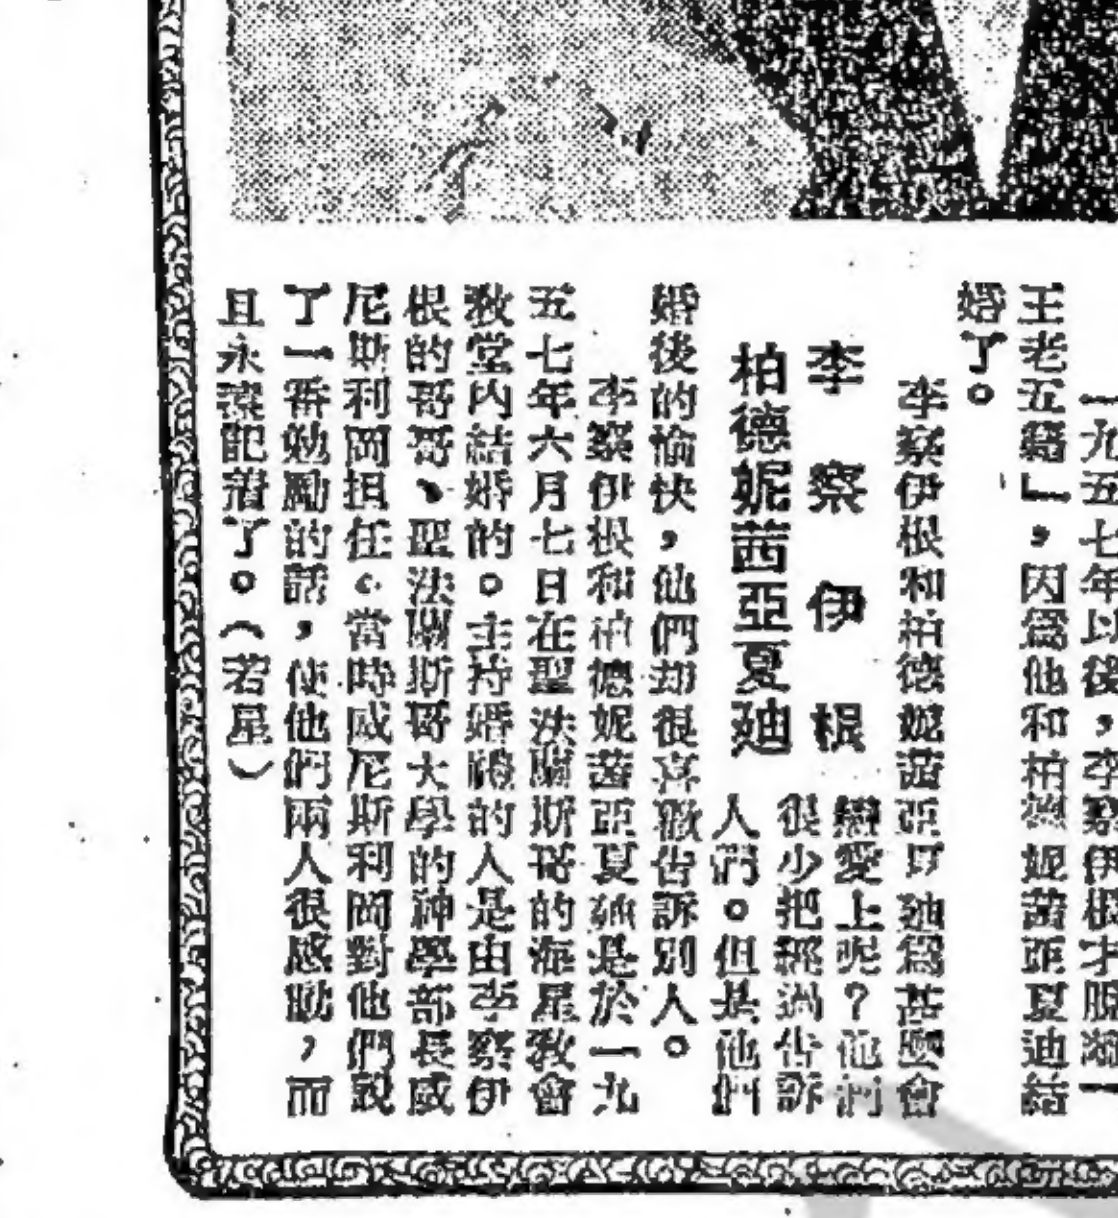 一九五七年以後，李察伊根才脫離「
王老五籍」，因爲他和柏德妮茜亞夏迪結
婚了。
李察伊根和柏德妮茜亞夏廸爲甚麽會
戀愛上呢？他們
很少把經過告訴
人們。但是他們
李察伊根
柏德妮茜亞夏廸
婚後的愉快，他們却很喜歡告訴別人。
李察伊根和柏德妮茜亞夏廸是於一九
五七年六月七日在聖法蘭斯哥的海星教會
教堂內結婚的。主持婚禮的人是由李察伊
根的哥哥、聖法蘭斯哥大學的神學部長威
尼斯利岡担任。當時威尼斯利岡對他們說
了一番勉勵的話，使他們兩人很感動，而
且永遠記着了。（若星）